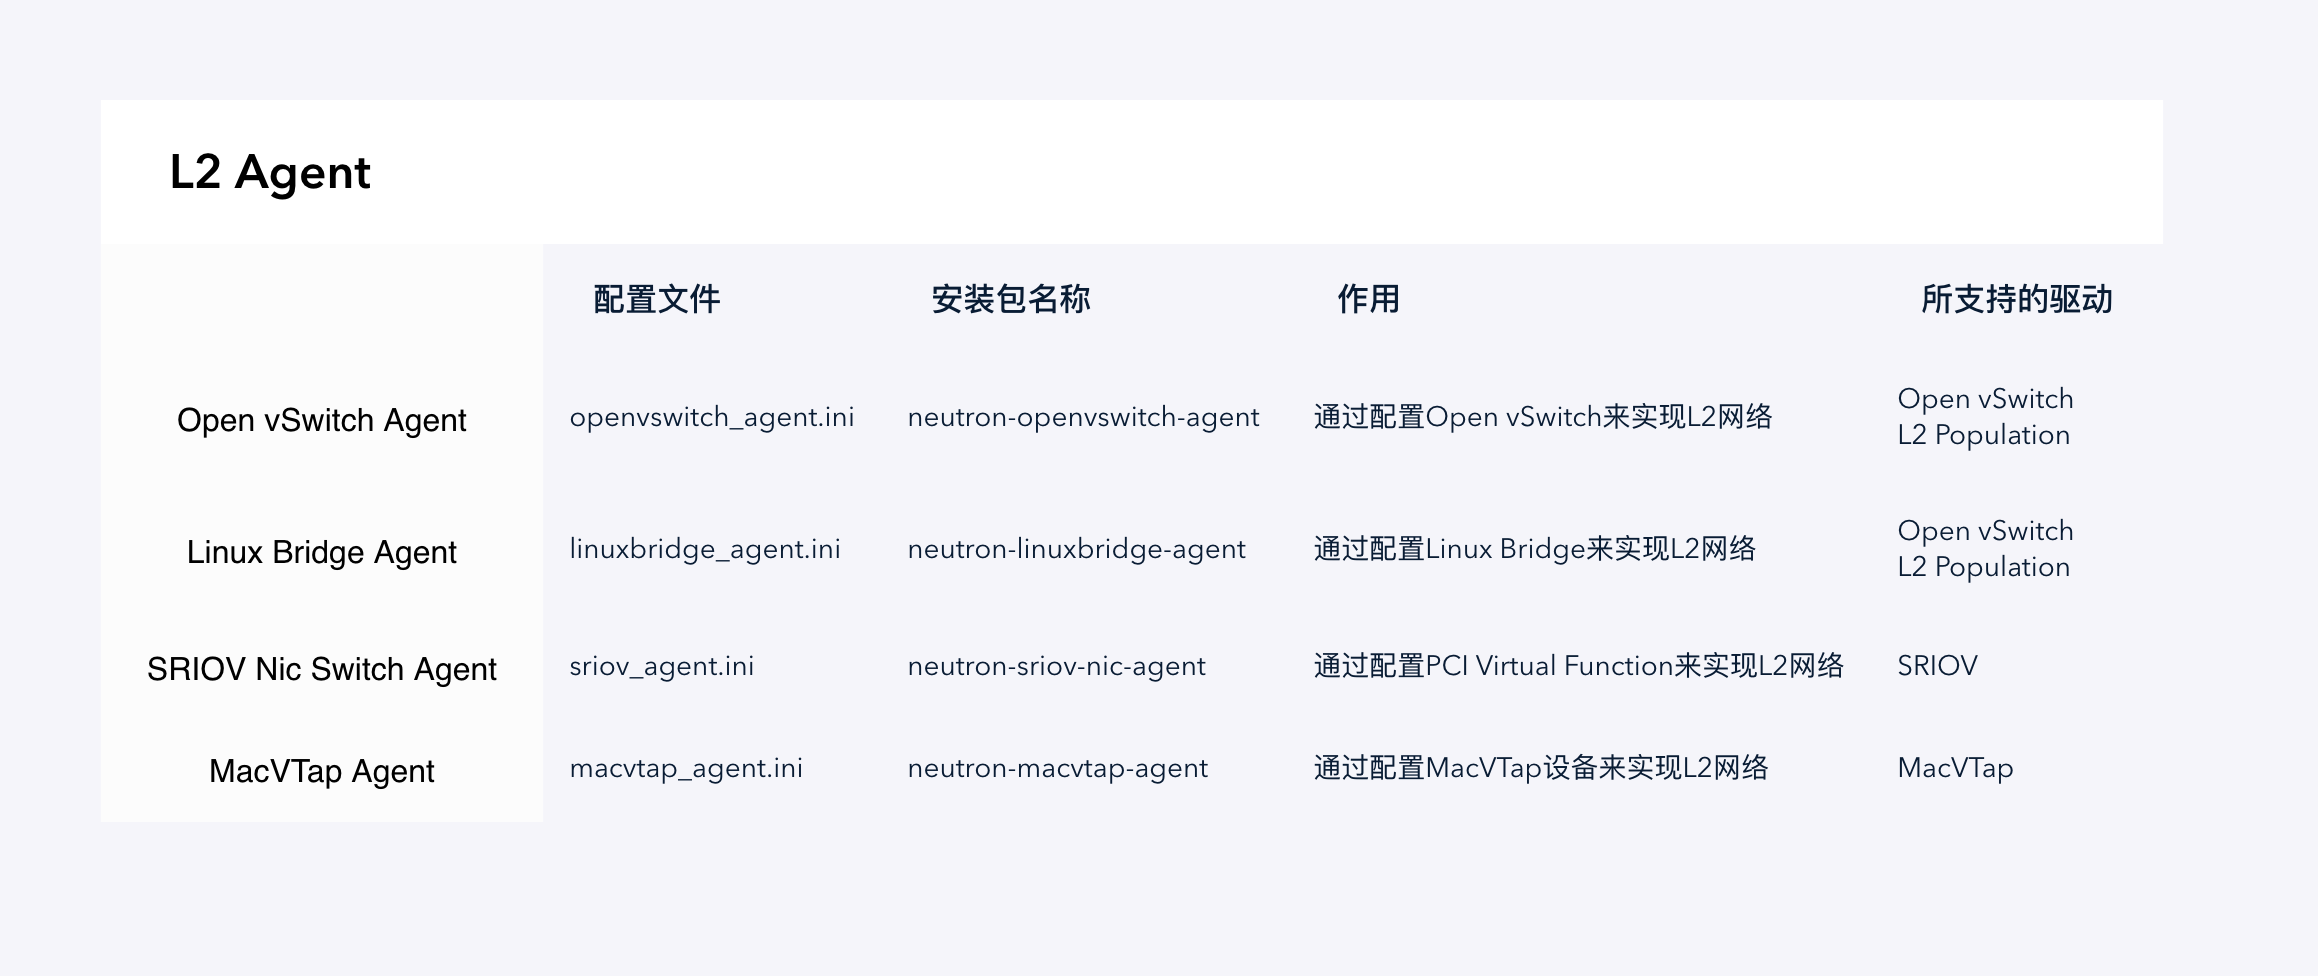 L2 Agent
配置文件 安装包名称 作用 所支持的驱动
Open vSwitch Agent openvswitch_agent.ini neutron-openvswitch-agent 通过配置Open vSwitch来实现L2网络 Open vSwitch
L2 Population
Linux Bridge Agent linuxbridge_agent.ini neutron-linuxbridge-agent 通过配置Linux Bridge来实现L2网络 Open vSwitch
L2 Population
SRIOV Nic Switch Agent sriov_agent.ini neutron-sriov-nic-agent 通过配置PCI Virtual Function来实现L2网络 SRIOV
MacVTap Agent macvtap_agent.ini neutron-macvtap-agent 通过配置MacVTap设备来实现L2网络 MacVTap